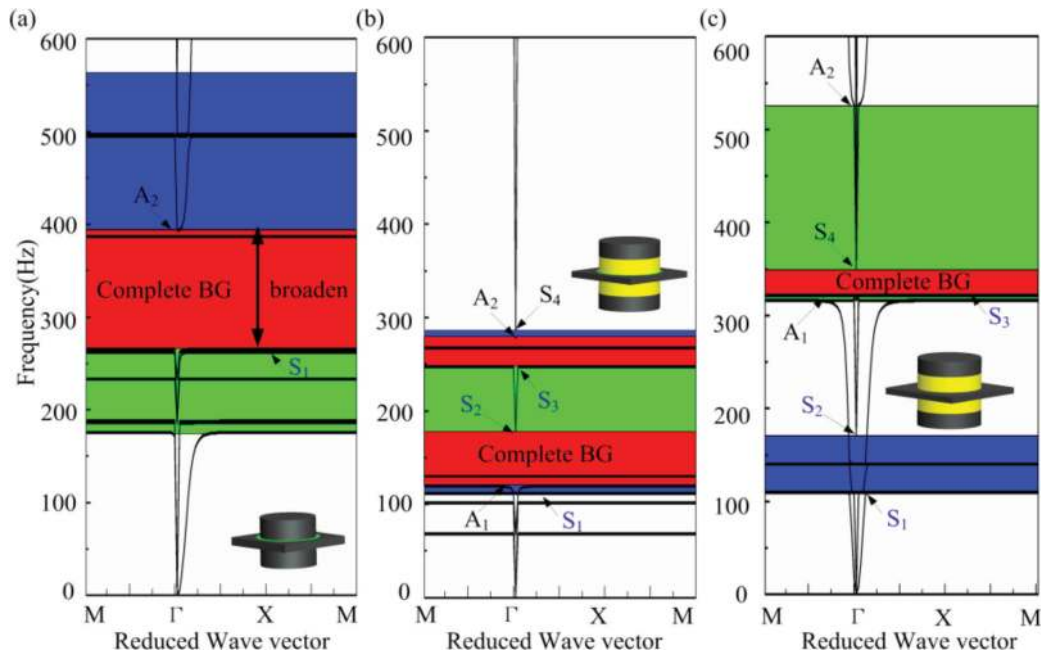 (a)
600
500
A₂
400
Complete BG
broaden
300
S₁
200
100
0
Frequency(Hz)
M Γ X M
Reduced Wave vector
(b)
600
500
400
A₂ S₄
300
S₂ S₃
200
Complete BG
100
A₁ S₁
0
M Γ X M
Reduced Wave vector
(c)
600
A₂
500
400
S₄
Complete BG
300
A₁ S₃
S₂
200
100
S₁
0
M Γ X M
Reduced Wave vector